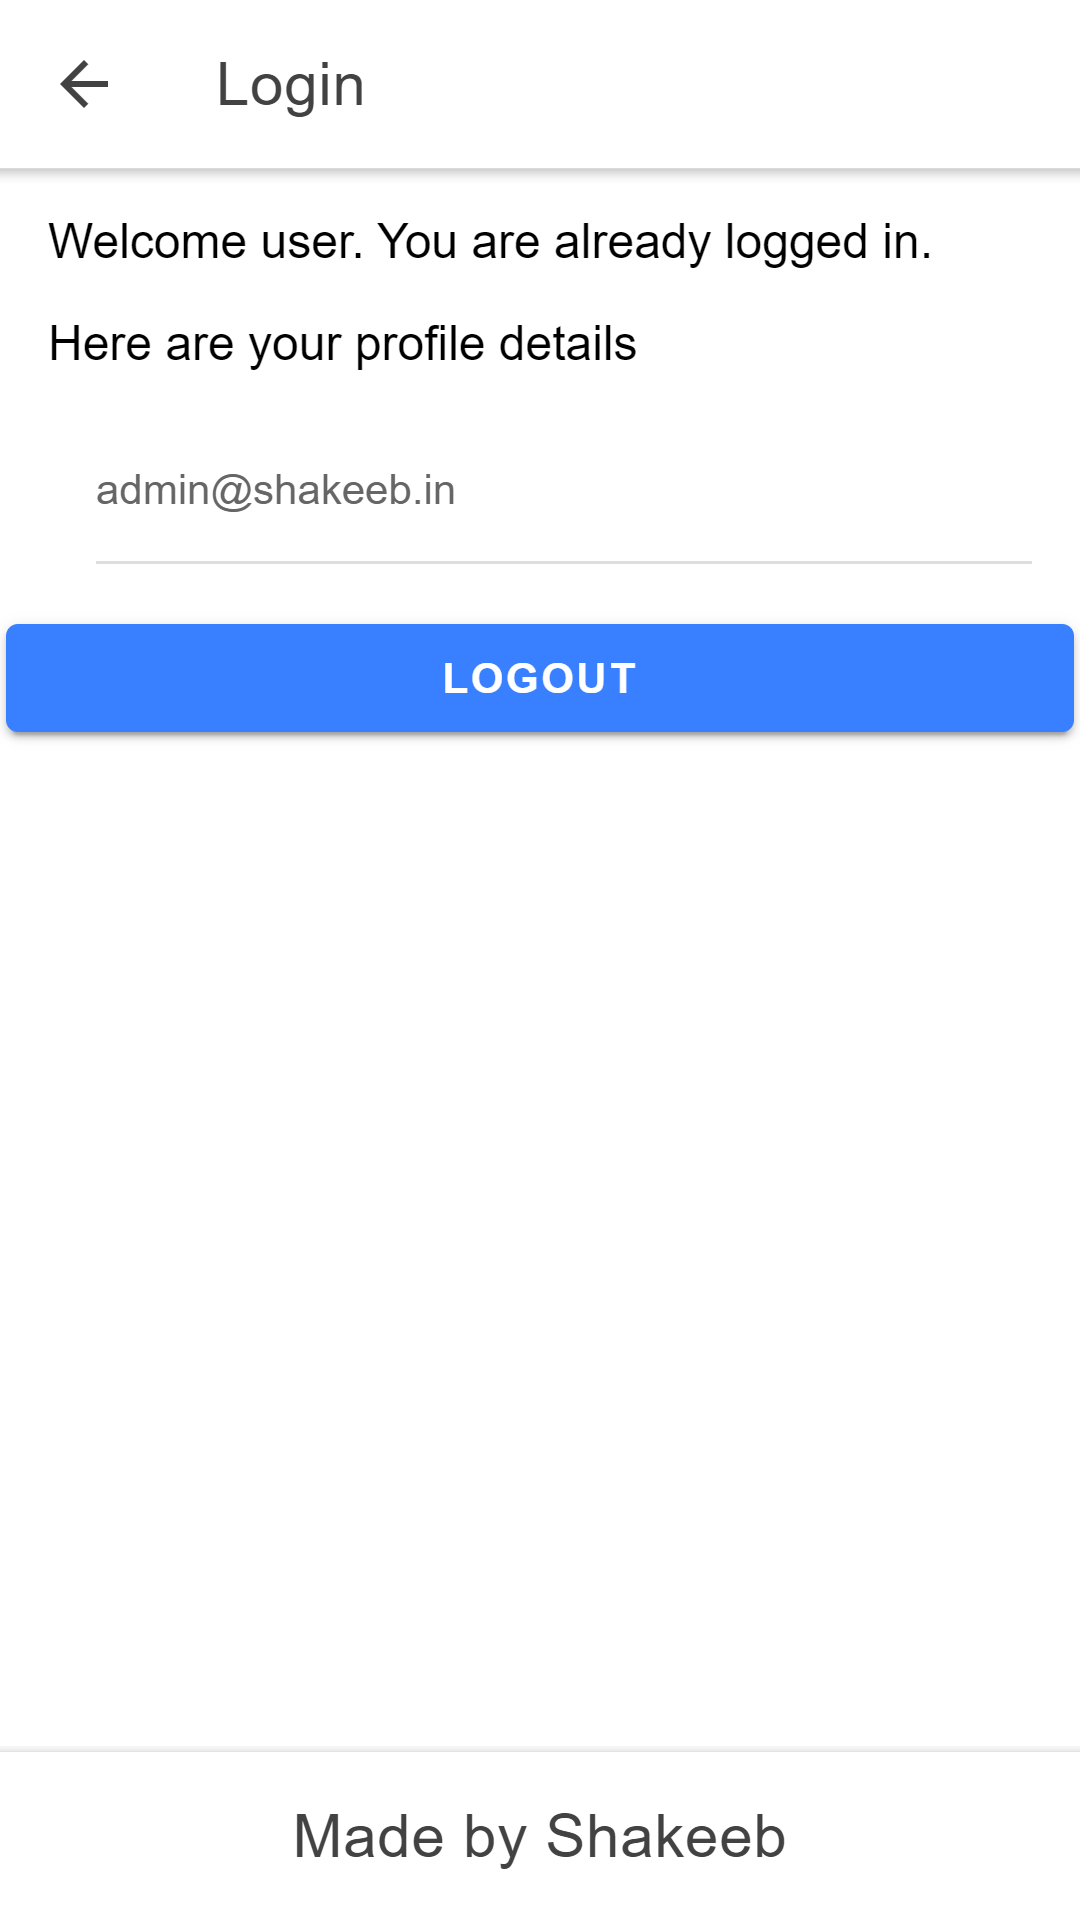 Login
Welcome user. You are already logged in.
Here are your profile details
admin@shakeeb.in
LOGOUT
Made by Shakeeb